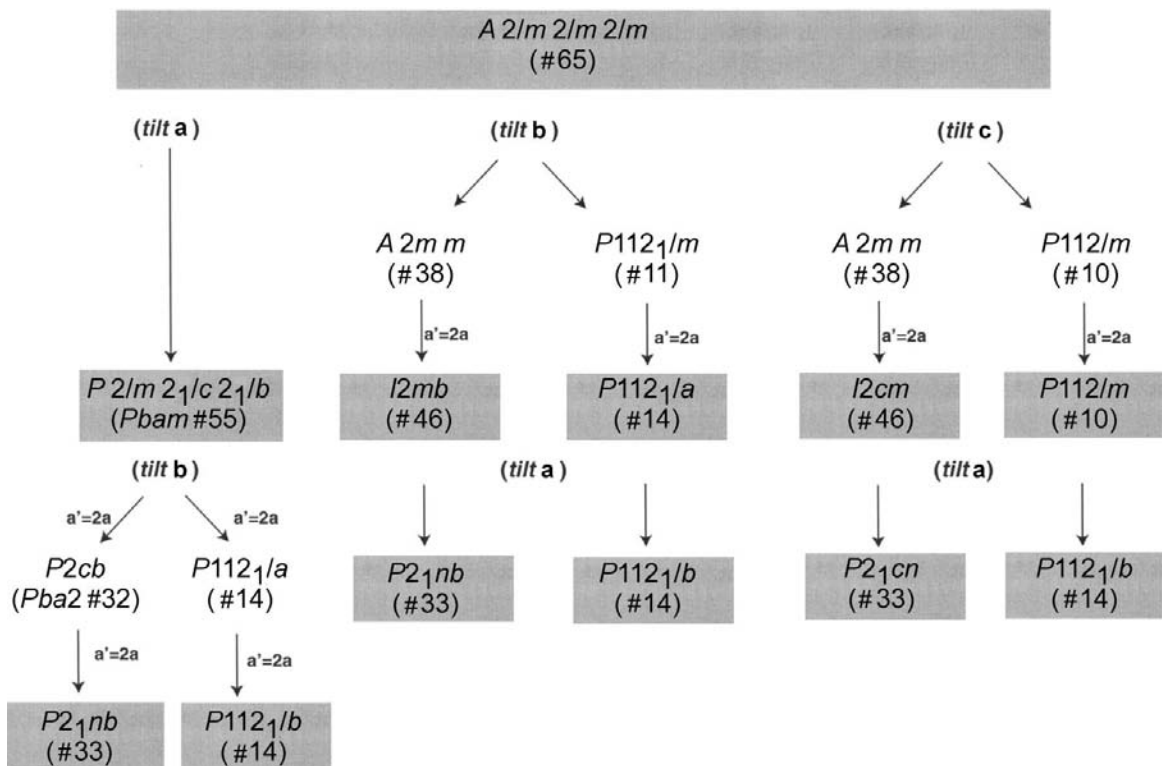 A 2/m 2/m 2/m
(#65)
(tilt a)
(tilt b)
(tilt c)
A 2m m
(#38)
P112₁/m
(#11)
A 2m m
(#38)
P112/m
(#10)
a'=2a
a'=2a
a'=2a
a'=2a
P 2/m 2₁/c 2₁/b
(Pbam #55)
I2mb
(#46)
P112₁/a
(#14)
I2cm
(#46)
P112/m
(#10)
(tilt b)
(tilt a)
(tilt a)
a'=2a
a'=2a
P2cb
(Pba2 #32)
P112₁/a
(#14)
P2₁nb
(#33)
P112₁/b
(#14)
P2₁cn
(#33)
P112₁/b
(#14)
a'=2a
a'=2a
P2₁nb
(#33)
P112₁/b
(#14)